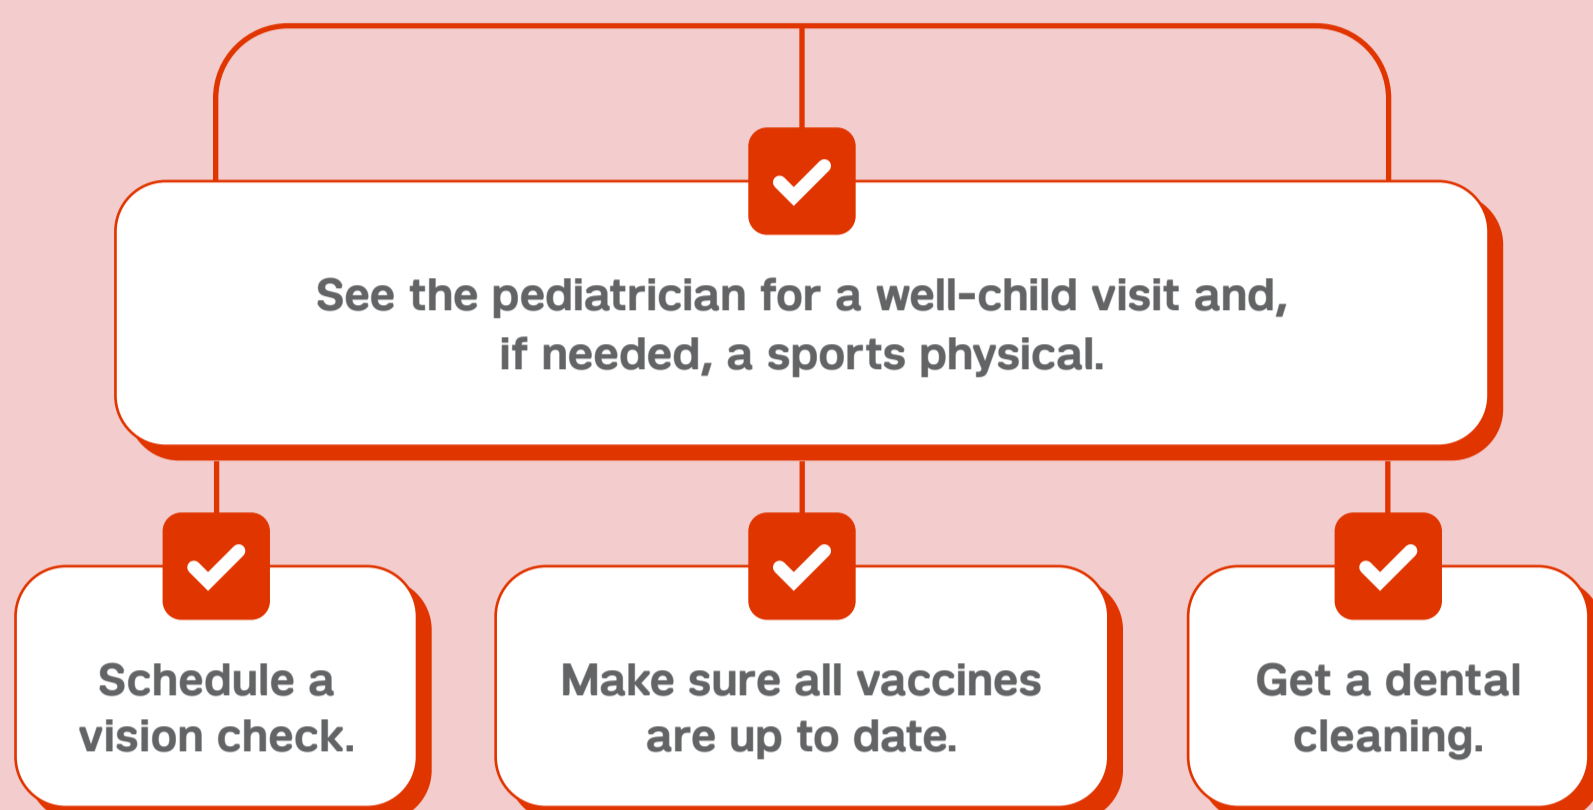 See the pediatrician for a well-child visit and,
if needed, a sports physical.
Schedule a
vision check.
Make sure all vaccines
are up to date.
Get a dental
cleaning.